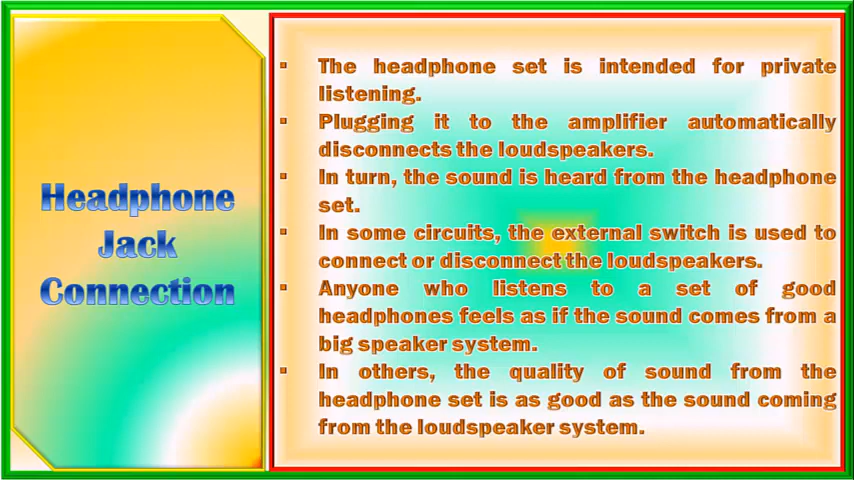 Headphone
Jack
Connection
▪ The headphone set is intended for private
listening.
▪ Plugging it to the amplifier automatically
disconnects the loudspeakers.
▪ In turn, the sound is heard from the headphone
set.
▪ In some circuits, the external switch is used to
connect or disconnect the loudspeakers.
▪ Anyone who listens to a set of good
headphones feels as if the sound comes from a
big speaker system.
▪ In others, the quality of sound from the
headphone set is as good as the sound coming
from the loudspeaker system.